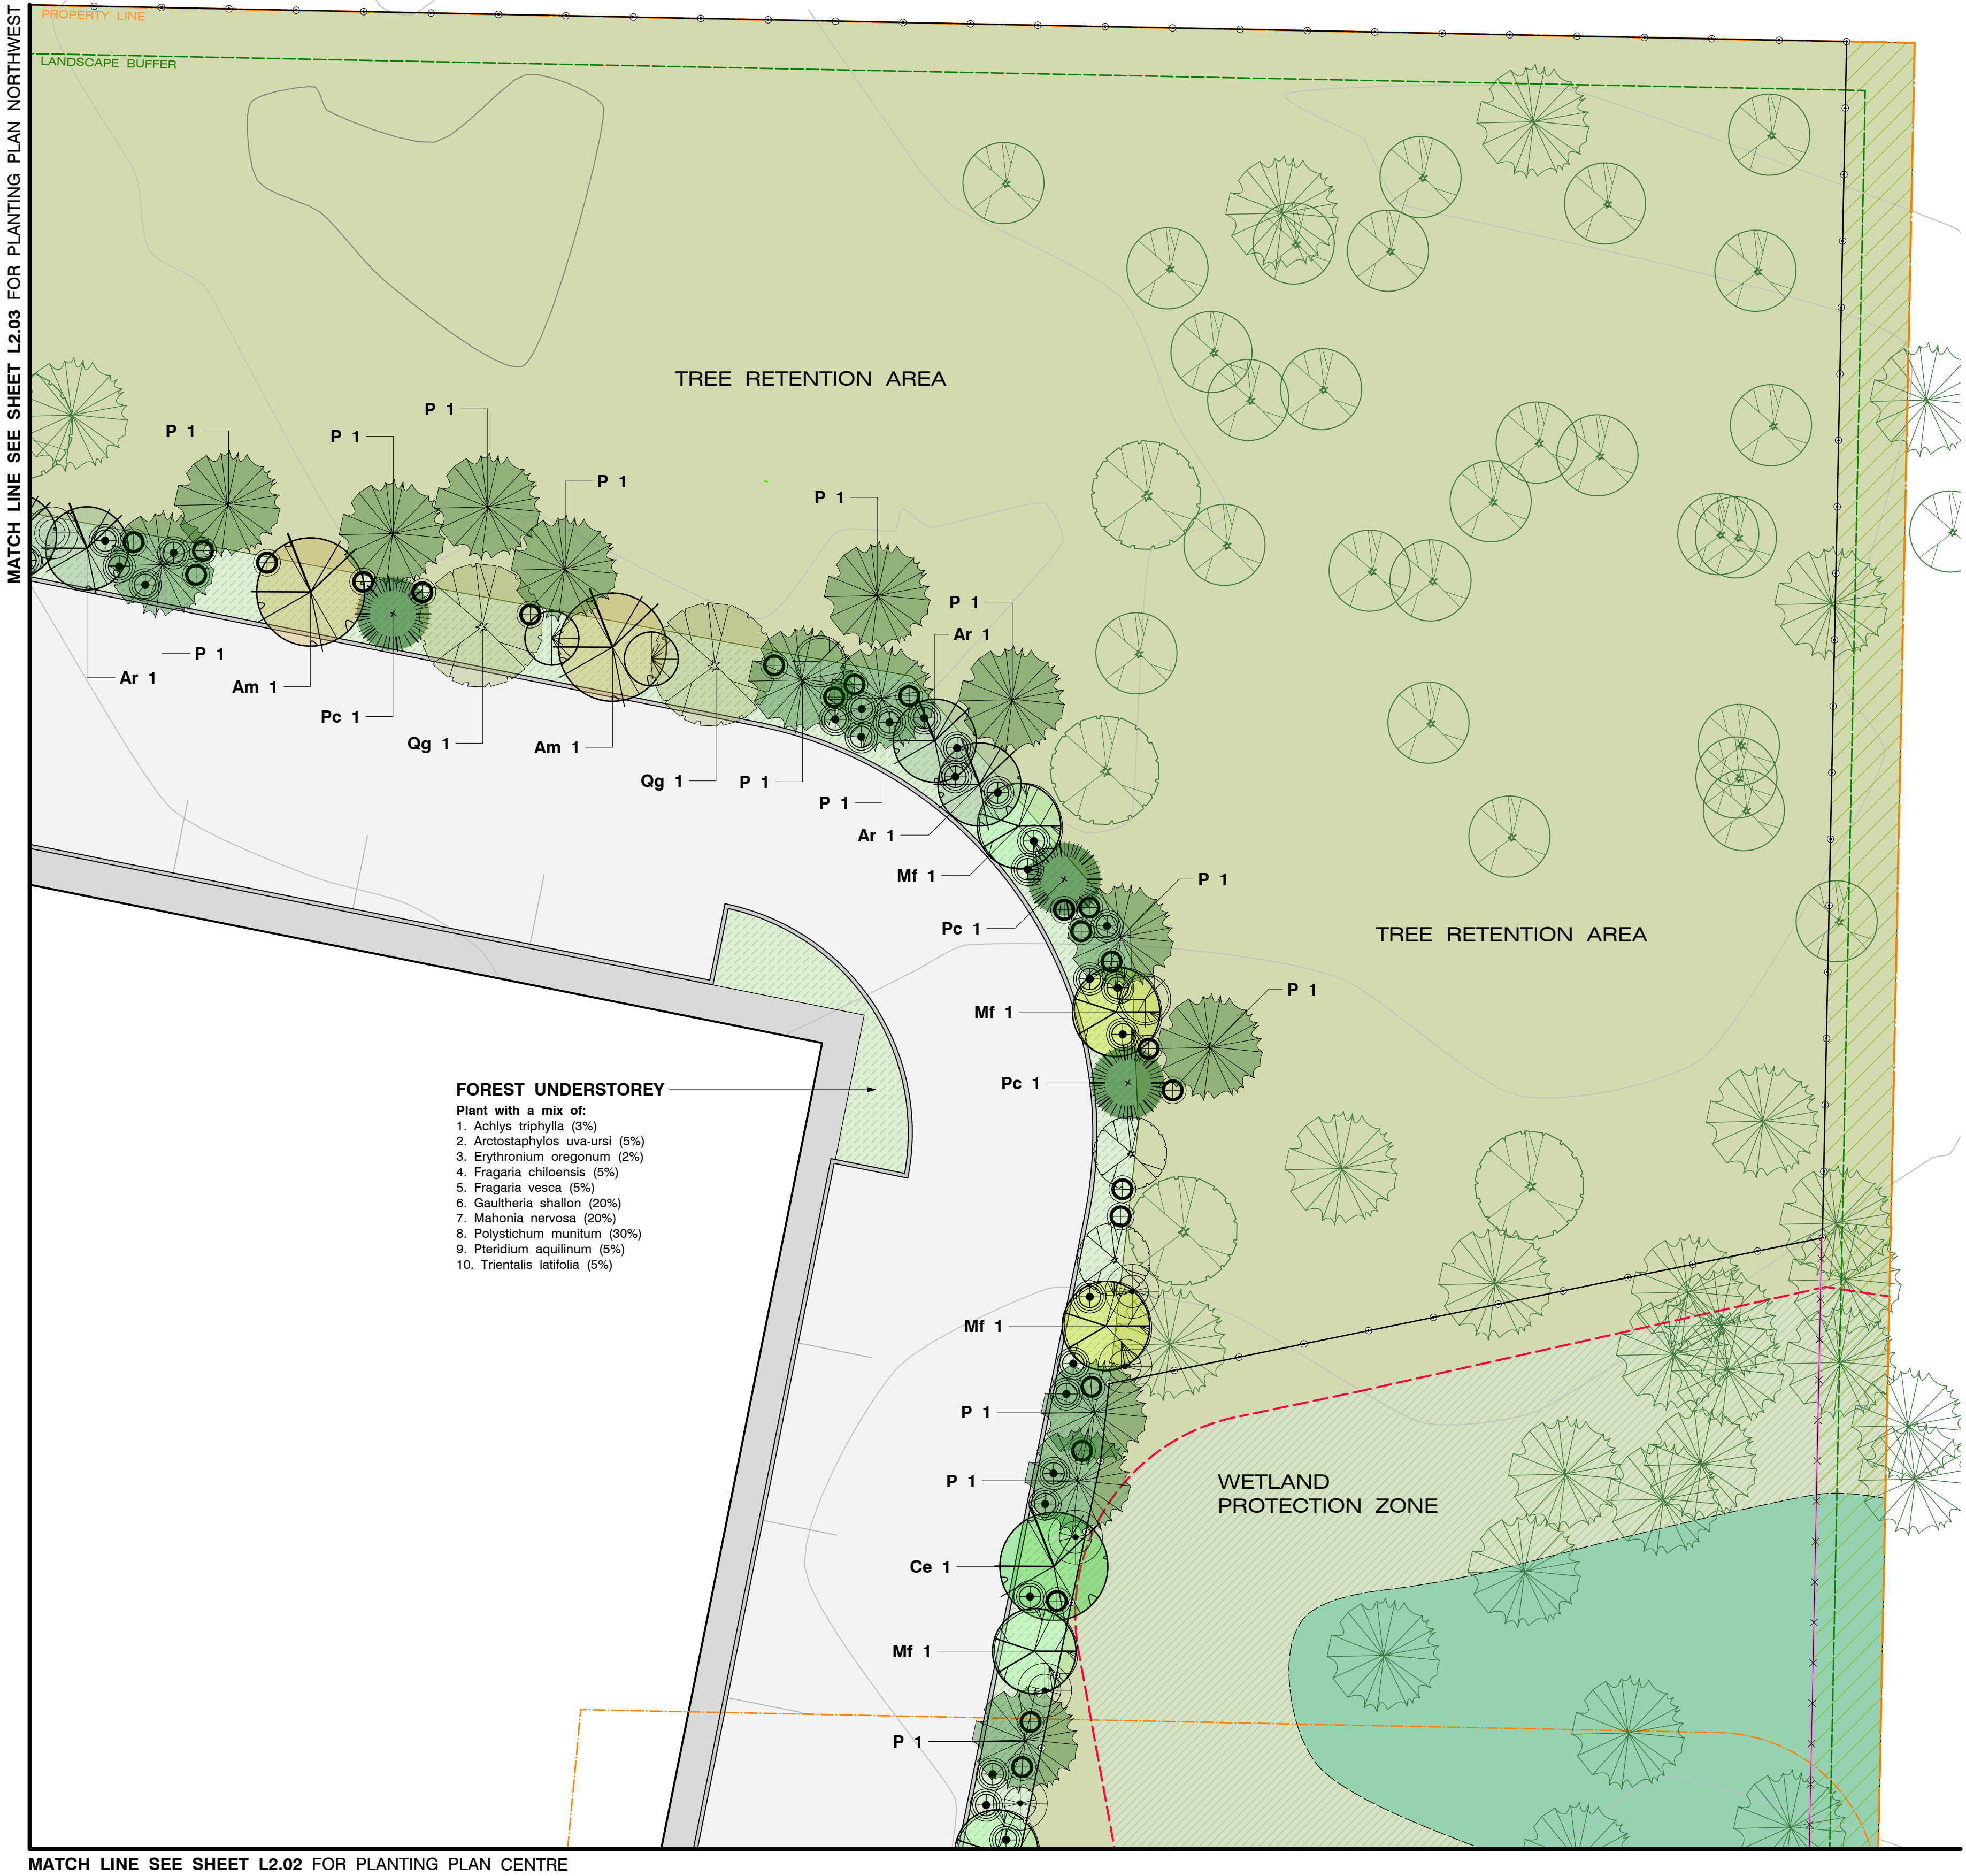 PROPERTY LINE
LANDSCAPE BUFFER
MATCH LINE SEE SHEET L2.03 FOR PLANTING PLAN NORTHWEST
TREE RETENTION AREA
P 1
P 1
P 1
P 1
P 1
P 1
Ar 1
P 1
Ar 1
Am 1
Pc 1
Qg 1
Am 1
Qg 1
P 1
P 1
Ar 1
Mf 1
P 1
Pc 1
TREE RETENTION AREA
P 1
Mf 1
Pc 1
FOREST UNDERSTOREY
Plant with a mix of:
1. Achlys triphylla (3%)
2. Arctostaphylos uva-ursi (5%)
3. Erythronium oregonum (2%)
4. Fragaria chiloensis (5%)
5. Fragaria vesca (5%)
6. Gaultheria shallon (20%)
7. Mahonia nervosa (20%)
8. Polystichum munitum (30%)
9. Pteridium aquilinum (5%)
10. Trientalis latifolia (5%)
Mf 1
P 1
P 1
WETLAND
PROTECTION ZONE
Ce 1
Mf 1
P 1
MATCH LINE SEE SHEET L2.02 FOR PLANTING PLAN CENTRE